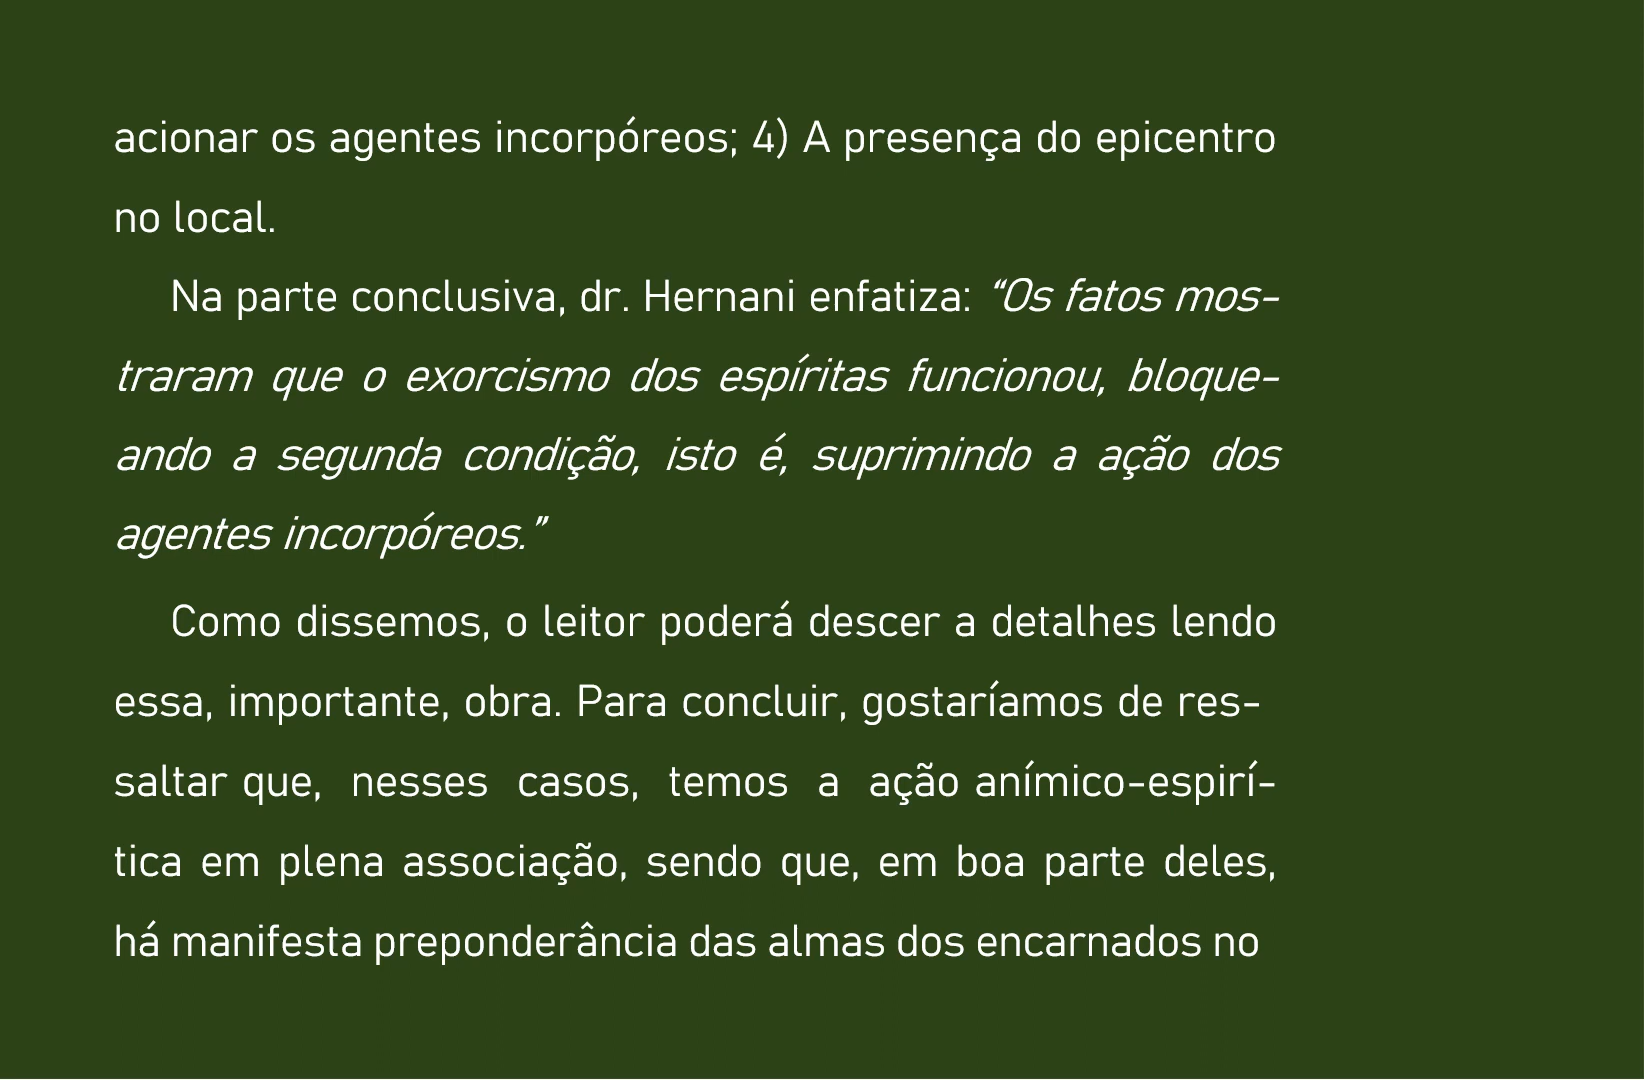 acionar os agentes incorpóreos; 4) A presença do epicentro
no local.
Na parte conclusiva, dr. Hernani enfatiza: “Os fatos mos-
traram que o exorcismo dos espíritas funcionou, bloque-
ando a segunda condição, isto é, suprimindo a ação dos
agentes incorpóreos.”
Como dissemos, o leitor poderá descer a detalhes lendo
essa, importante, obra. Para concluir, gostaríamos de res-
saltar que, nesses casos, temos a ação anímico-espirí-
tica em plena associação, sendo que, em boa parte deles,
há manifesta preponderância das almas dos encarnados no